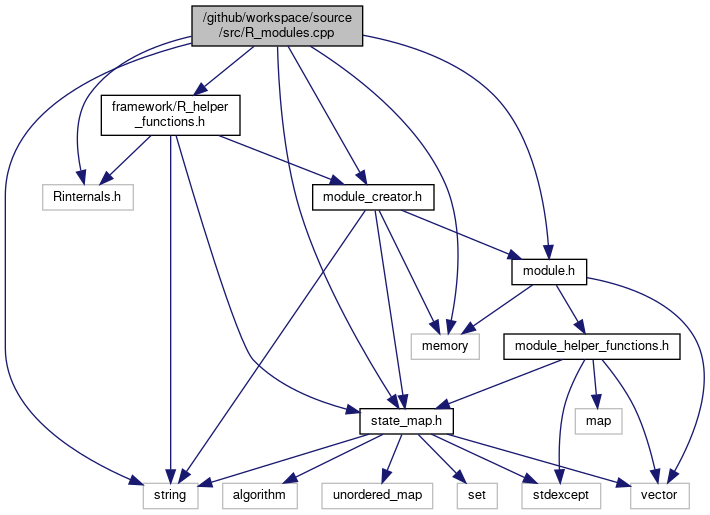 /github/workspace/source
/src/R_modules.cpp
framework/R_helper
_functions.h
Rinternals.h
module_creator.h
module.h
memory
module_helper_functions.h
state_map.h
map
string
algorithm
unordered_map
set
stdexcept
vector